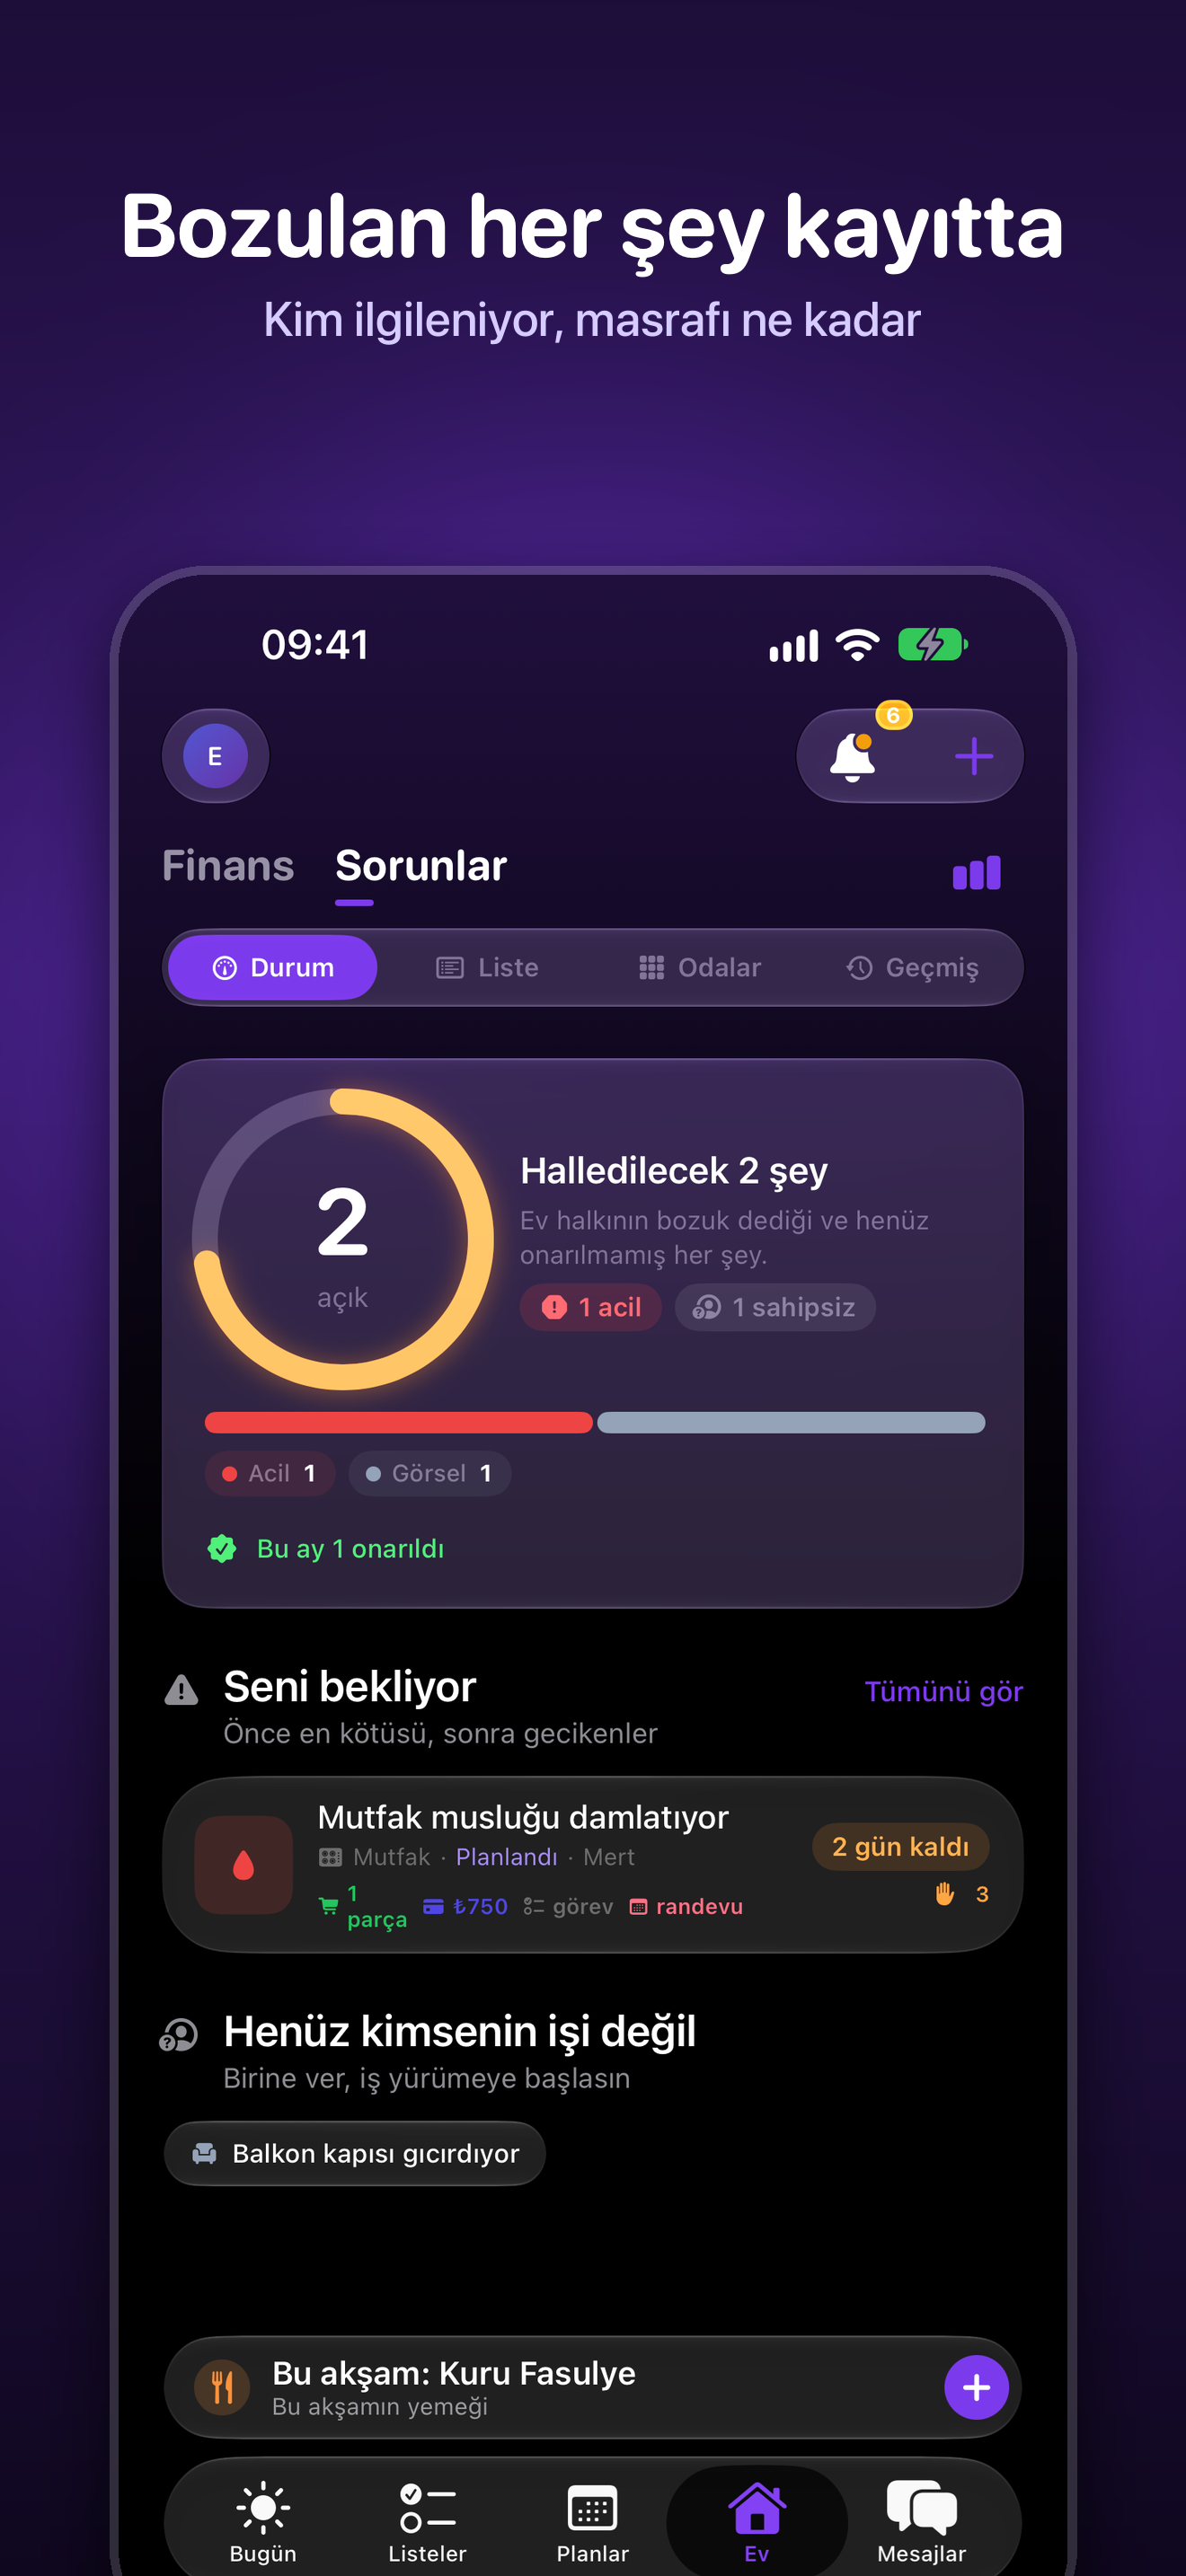 Bozulan her şey kayıtta
Kim ilgileniyor, masrafı ne kadar
09:41
E
6
Finans Sorunlar
Durum Liste Odalar Geçmiş
2
açık
Halledilecek 2 şey
Ev halkının bozuk dediği ve henüz
onarılmamış her şey.
1 acil 1 sahipsiz
Acil 1 Görsel 1
Bu ay 1 onarıldı
Seni bekliyor
Tümünü gör
Önce en kötüsü, sonra gecikenler
Mutfak musluğu damlatıyor
Mutfak · Planlandı · Mert
2 gün kaldı
1
parça
₺750 görev randevu
3
Henüz kimsenin işi değil
Birine ver, iş yürümeye başlasın
Balkon kapısı gıcırdıyor
Bu akşam: Kuru Fasulye
Bu akşamın yemeği
Bugün Listeler Planlar Ev Mesajlar